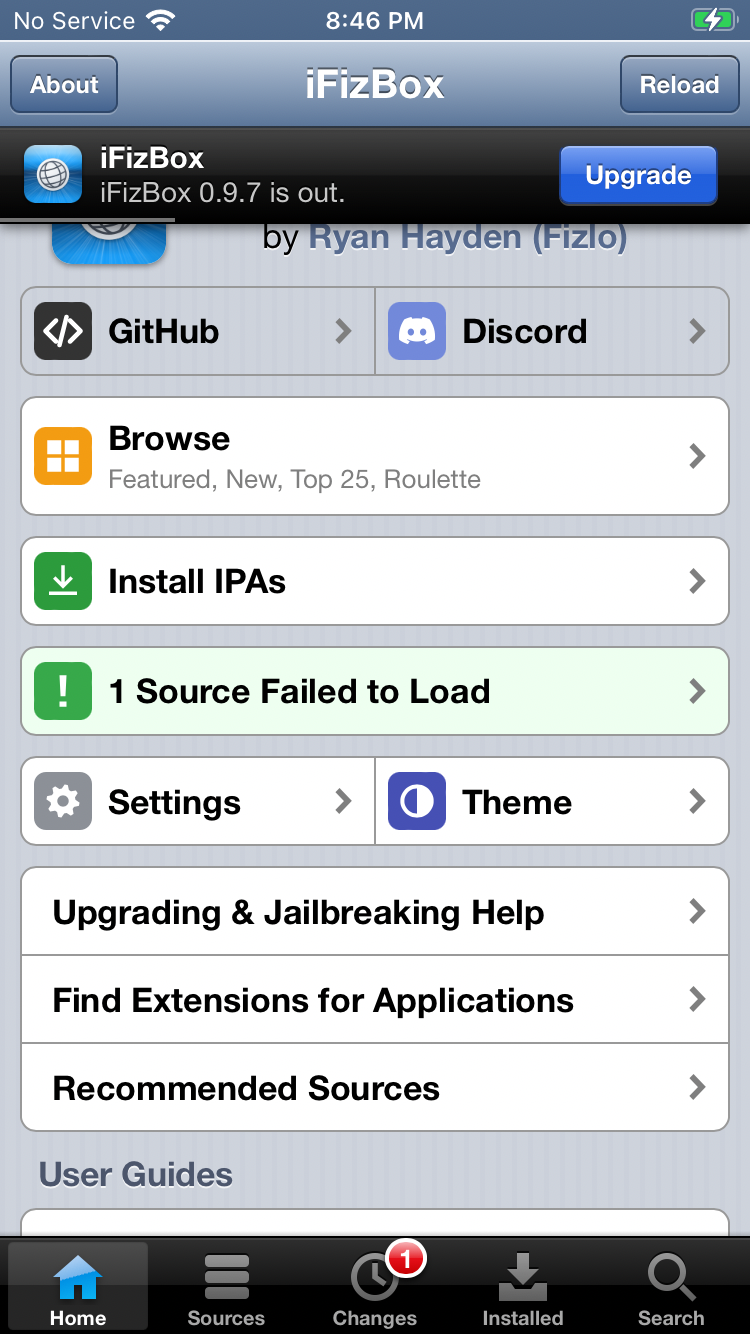 No Service 8:46 PM
About iFizBox Reload
iFizBox
iFizBox 0.9.7 is out.
Upgrade
by Ryan Hayden (Fizlo)
GitHub Discord
Browse
Featured, New, Top 25, Roulette
Install IPAs
! 1 Source Failed to Load
Settings Theme
Upgrading & Jailbreaking Help
Find Extensions for Applications
Recommended Sources
User Guides
1
Home Sources Changes Installed Search